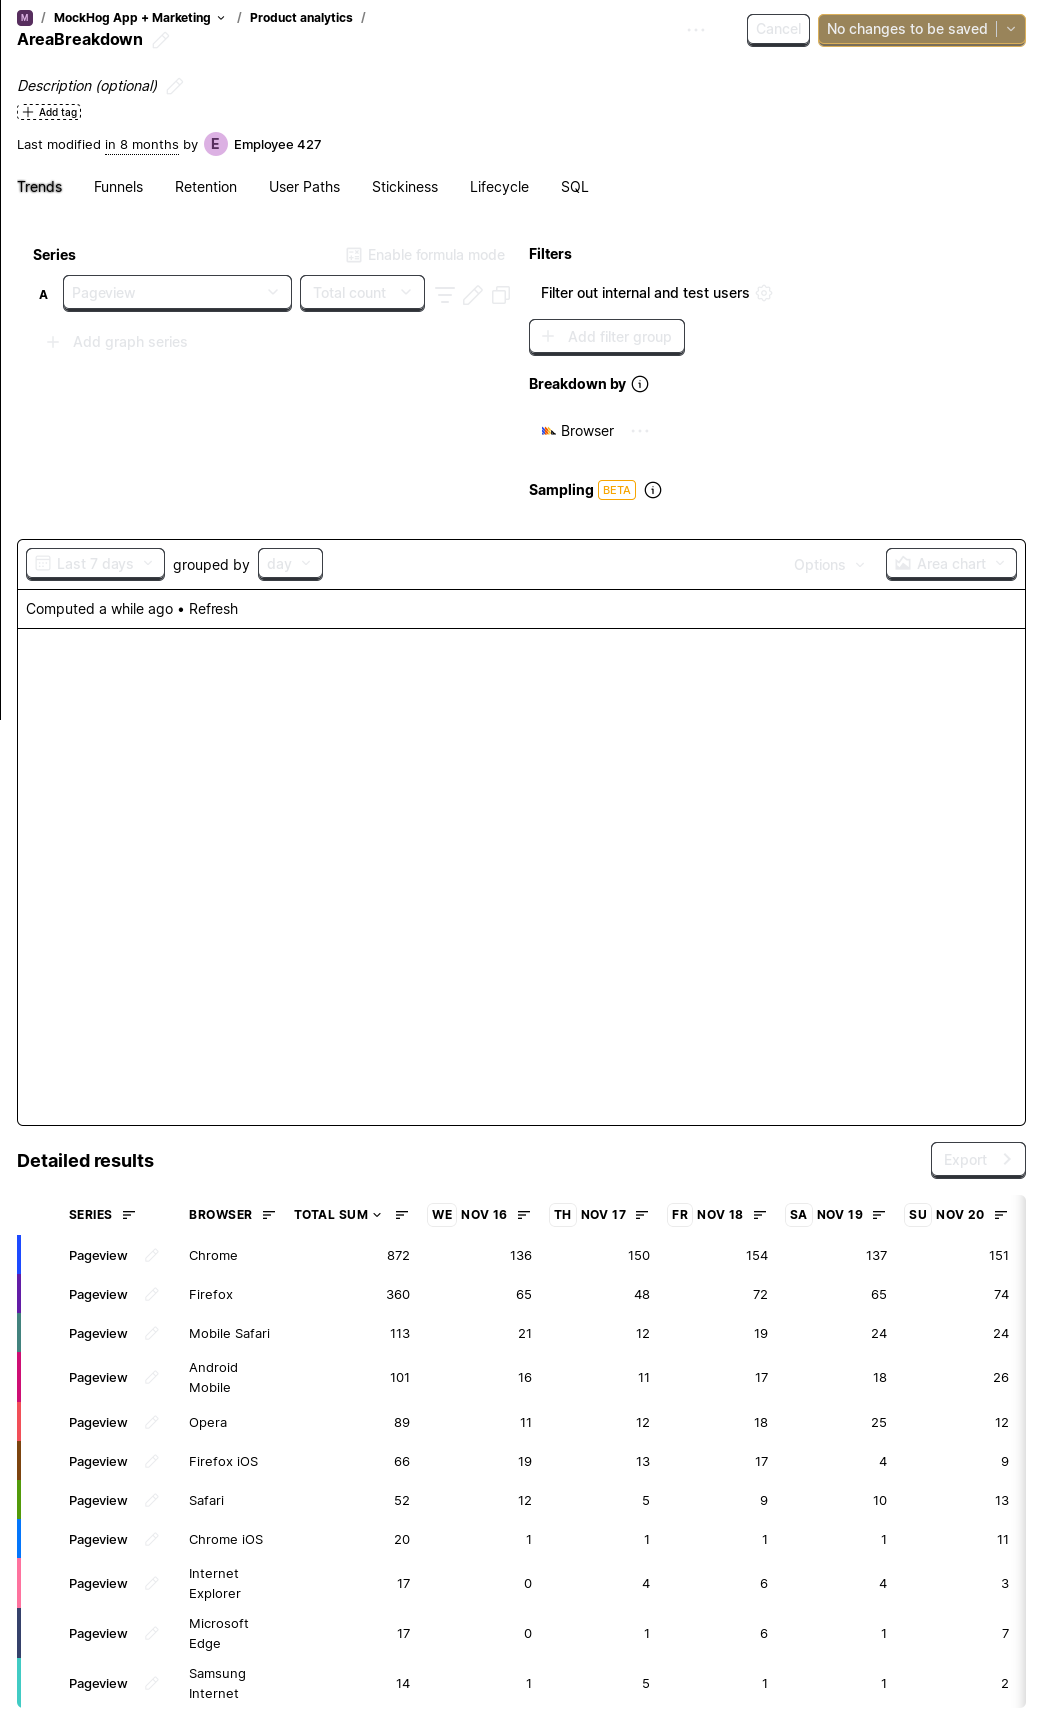 M / MockHog App + Marketing / Product analytics /
AreaBreakdown
Cancel
No changes to be saved
Description (optional)
Add tag
Last modified in 8 months by E Employee 427
Trends Funnels Retention User Paths Stickiness Lifecycle SQL
Series
Enable formula mode
A Pageview Total count
Add graph series
Filters
Filter out internal and test users
Add filter group
Breakdown by
Browser
Sampling BETA
Last 7 days grouped by day Options Area chart
Computed a while ago • Refresh
Detailed results
Export
SERIES BROWSER TOTAL SUM WE NOV 16 TH NOV 17 FR NOV 18 SA NOV 19 SU NOV 20
Pageview Chrome 872 136 150 154 137 151
Pageview Firefox 360 65 48 72 65 74
Pageview Mobile Safari 113 21 12 19 24 24
Pageview Android Mobile 101 16 11 17 18 26
Pageview Opera 89 11 12 18 25 12
Pageview Firefox iOS 66 19 13 17 4 9
Pageview Safari 52 12 5 9 10 13
Pageview Chrome iOS 20 1 1 1 1 11
Pageview Internet Explorer 17 0 4 6 4 3
Pageview Microsoft Edge 17 0 1 6 1 7
Pageview Samsung Internet 14 1 5 1 1 2